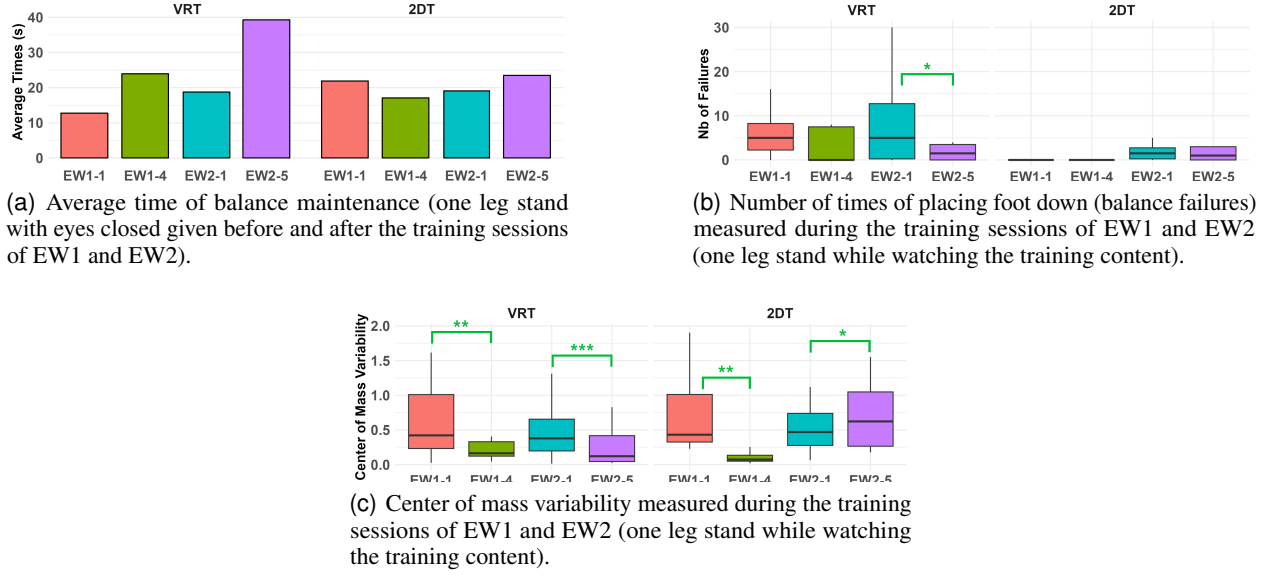 VRT 2DT
Average Times (s)
40
30
20
10
0
EW1-1 EW1-4 EW2-1 EW2-5 EW1-1 EW1-4 EW2-1 EW2-5
(a) Average time of balance maintenance (one leg stand
with eyes closed given before and after the training sessions
of EW1 and EW2).
VRT 2DT
Nb of Failures
30
20
10
0
*
EW1-1 EW1-4 EW2-1 EW2-5 EW1-1 EW1-4 EW2-1 EW2-5
(b) Number of times of placing foot down (balance failures)
measured during the training sessions of EW1 and EW2
(one leg stand while watching the training content).
VRT 2DT
Center of Mass Variability
2.0
1.5
1.0
0.5
0.0
** *** ** *
EW1-1 EW1-4 EW2-1 EW2-5 EW1-1 EW1-4 EW2-1 EW2-5
(c) Center of mass variability measured during the training
sessions of EW1 and EW2 (one leg stand while watching
the training content).